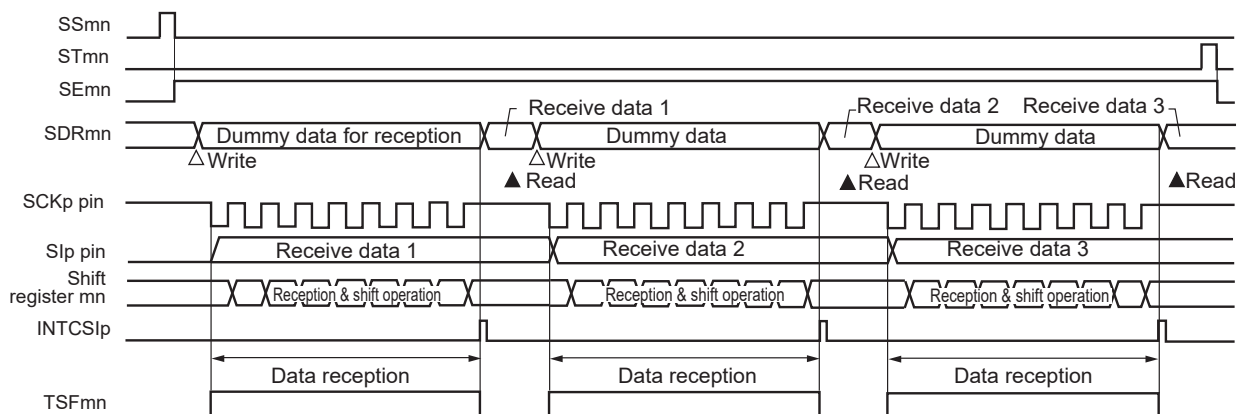 SSmn
STmn
SEmn
Receive data 1
Receive data 2
Receive data 3
SDRmn
Dummy data for reception
Dummy data
Dummy data
△Write
△Write
△Write
▲Read
▲Read
▲Read
SCKp pin
SIp pin
Receive data 1
Receive data 2
Receive data 3
Shift
register mn
Reception & shift operation
Reception & shift operation
Reception & shift operation
INTCSIp
Data reception
Data reception
Data reception
TSFmn